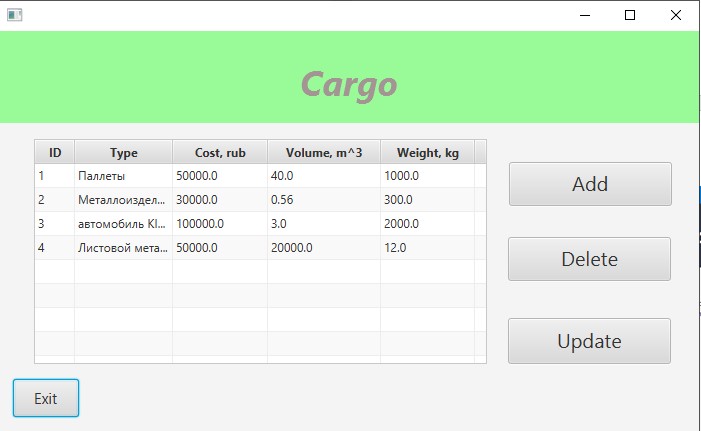 Cargo
ID Type Cost, rub Volume, m^3 Weight, kg
1 Паллеты 50000.0 40.0 1000.0
2 Металлоиздел... 30000.0 0.56 300.0
3 автомобиль KI... 100000.0 3.0 2000.0
4 Листовой мета... 50000.0 20000.0 12.0
Add
Delete
Update
Exit